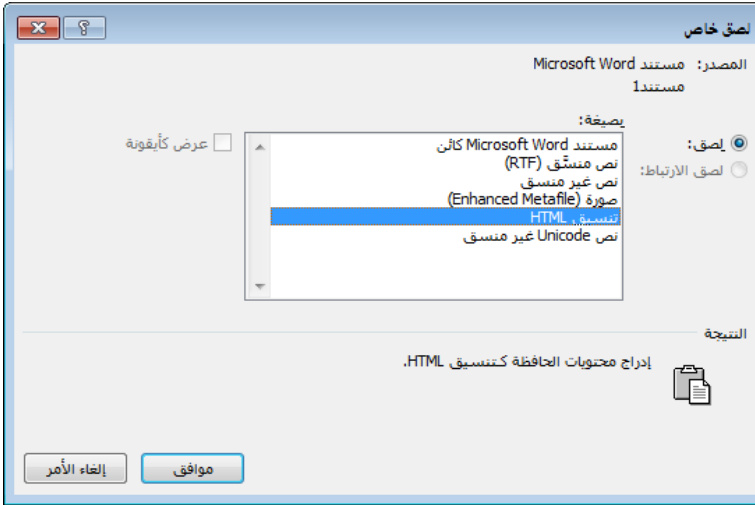 لصق خاص
المصدر: مستند Microsoft Word
مستند1
بصيغة:
لصق:
لصق الارتباط:
مستند Microsoft Word كائن
نص منسَّق (RTF)
نص غير منسق
صورة (Enhanced Metafile)
تنسيق HTML
نص Unicode غير منسق
عرض كأيقونة
النتيجة
إدراج محتويات الحافظة كـتنسيق HTML.
موافق
إلغاء الأمر